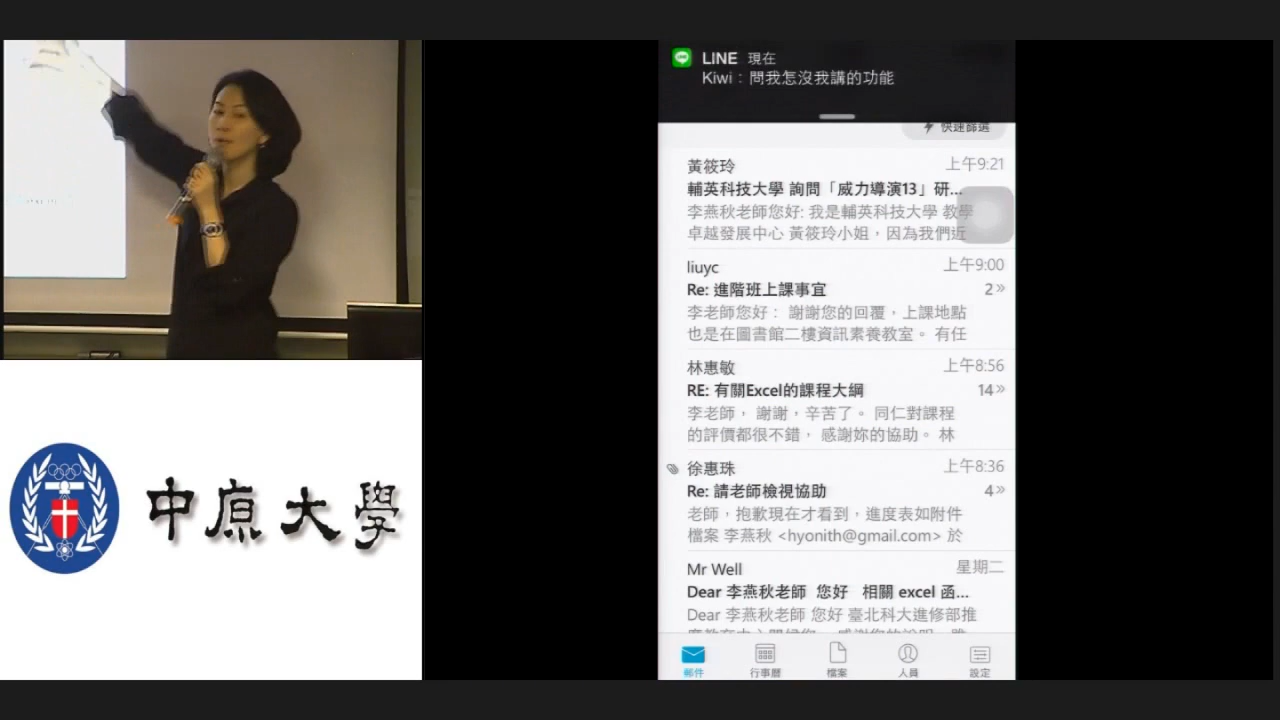 中原大學
LINE 現在
Kiwi：問我怎沒我講的功能
快速篩選
黃筱玲 上午9:21
輔英科技大學 詢問「威力導演13」研...
李燕秋老師您好: 我是輔英科技大學 教學
卓越發展中心 黃筱玲小姐，因為我們近
liuyc 上午9:00
Re: 進階班上課事宜 2»
李老師您好： 謝謝您的回覆，上課地點
也是在圖書館二樓資訊素養教室。 有任
林惠敏 上午8:56
RE: 有關Excel的課程大綱 14»
李老師， 謝謝，辛苦了。 同仁對課程
的評價都很不錯， 感謝妳的協助。 林
徐惠珠 上午8:36
Re: 請老師檢視協助 4»
老師，抱歉現在才看到，進度表如附件
檔案 李燕秋 <hyonith@gmail.com> 於
Mr Well 星期二
Dear 李燕秋老師 您好 相關 excel 函...
Dear 李燕秋老師 您好 臺北科大進修部推
郵件 行事曆 檔案 人員 設定